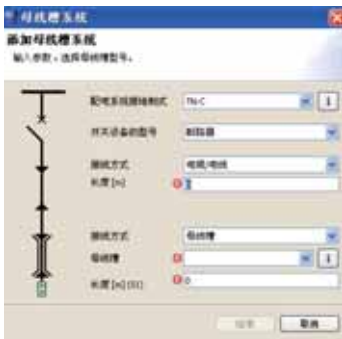 母线槽系统
添加母线槽系统
输入参数，选择母线槽型号。
配电系统接地制式 TN-C
开关设备的型号 断路器
接线方式 电缆/电线
长度 [m]
接线方式 母线槽
母线槽
长度 [m] (S1) 0
结束 取消